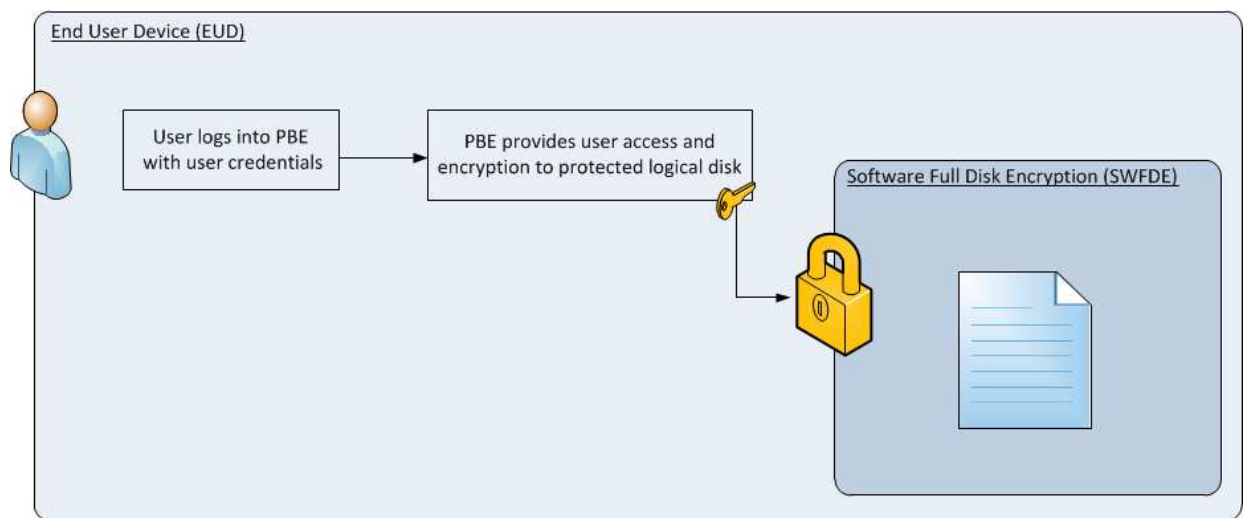 End User Device (EUD)
User logs into PBE
with user credentials
PBE provides user access and
encryption to protected logical disk
Software Full Disk Encryption (SWFDE)